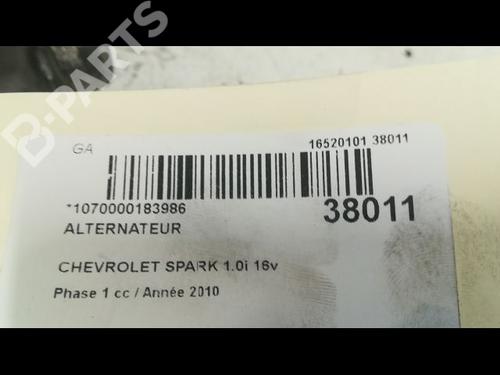 B-PARTS
GA
16520101 38011
*1070000183986
38011
ALTERNATEUR
CHEVROLET SPARK 1.0i 16v
Phase 1 cc / Année 2010